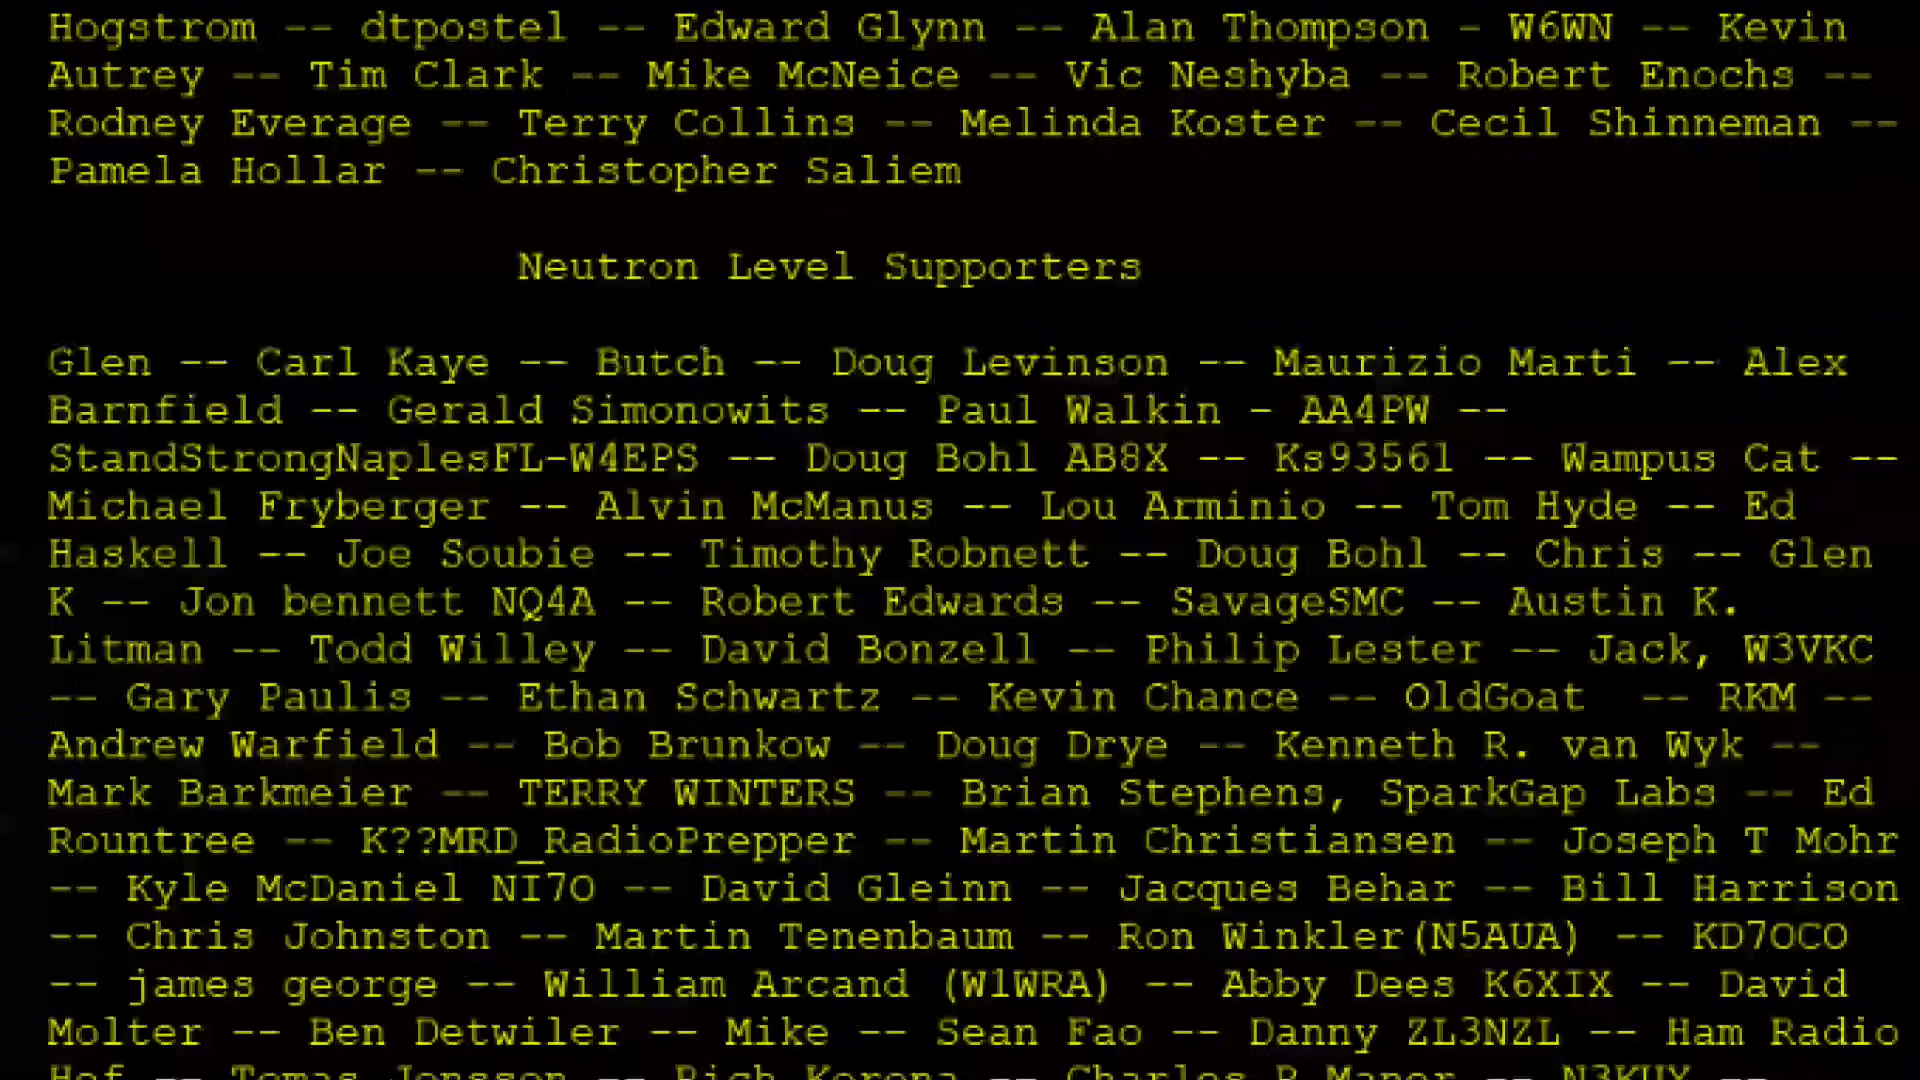 Hogstrom -- dtpostel -- Edward Glynn -- Alan Thompson - W6WN -- Kevin
Autrey -- Tim Clark -- Mike McNeice -- Vic Neshyba -- Robert Enochs --
Rodney Everage -- Terry Collins -- Melinda Koster -- Cecil Shinneman --
Pamela Hollar -- Christopher Saliem
Neutron Level Supporters
Glen -- Carl Kaye -- Butch -- Doug Levinson -- Maurizio Marti -- Alex
Barnfield -- Gerald Simonowits -- Paul Walkin - AA4PW --
StandStrongNaplesFL-W4EPS -- Doug Bohl AB8X -- Ks93561 -- Wampus Cat --
Michael Fryberger -- Alvin McManus -- Lou Arminio -- Tom Hyde -- Ed
Haskell -- Joe Soubie -- Timothy Robnett -- Doug Bohl -- Chris -- Glen
K -- Jon bennett NQ4A -- Robert Edwards -- SavageSMC -- Austin K.
Litman -- Todd Willey -- David Bonzell -- Philip Lester -- Jack, W3VKC
-- Gary Paulis -- Ethan Schwartz -- Kevin Chance -- OldGoat -- RKM --
Andrew Warfield -- Bob Brunkow -- Doug Drye -- Kenneth R. van Wyk --
Mark Barkmeier -- TERRY WINTERS -- Brian Stephens, SparkGap Labs -- Ed
Rountree -- K??MRD_RadioPrepper -- Martin Christiansen -- Joseph T Mohr
-- Kyle McDaniel NI7O -- David Gleinn -- Jacques Behar -- Bill Harrison
-- Chris Johnston -- Martin Tenenbaum -- Ron Winkler(N5AUA) -- KD7OCO
-- james george -- William Arcand (W1WRA) -- Abby Dees K6XIX -- David
Molter -- Ben Detwiler -- Mike -- Sean Fao -- Danny ZL3NZL -- Ham Radio
-- Tomas Jonsson -- Rich Korona -- Charles -- --